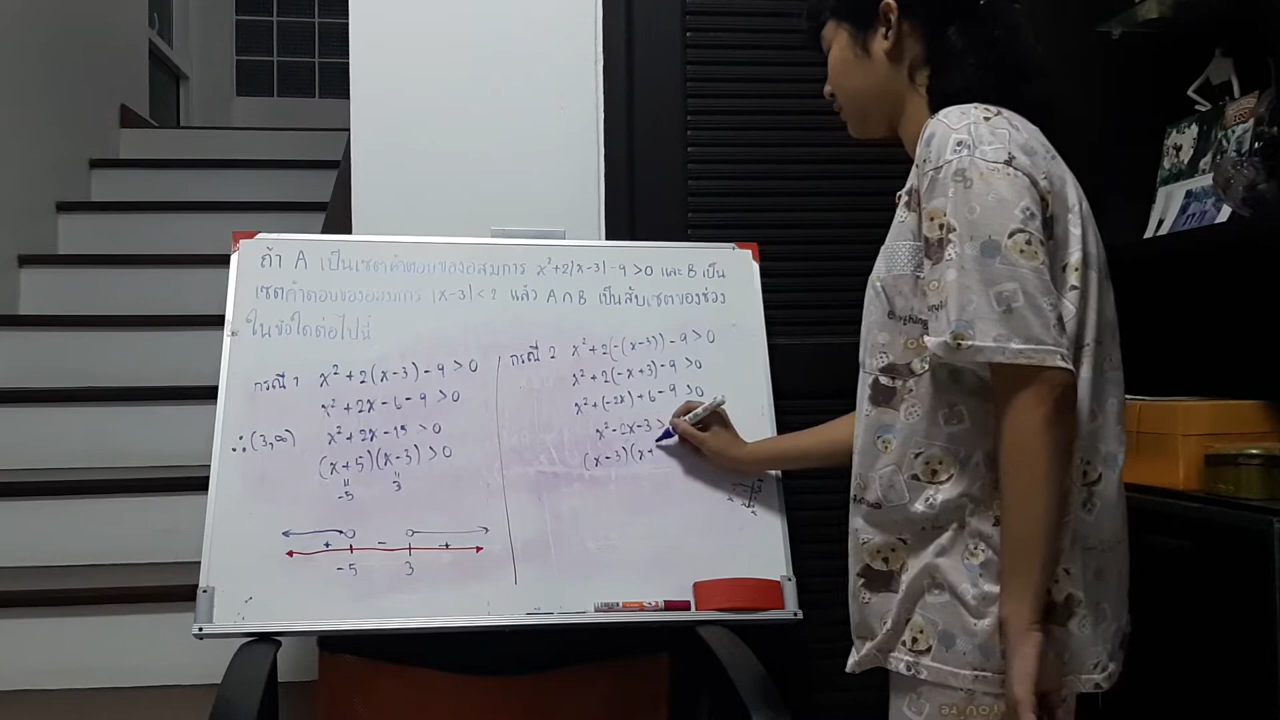 ถ้า A เป็นเซตคำตอบของอสมการ x²+2|x-3|-9>0 และ B เป็น
เซตคำตอบของอสมการ |x-3|<2 แล้ว A∩B เป็นสับเซตของช่วง
ในข้อใดต่อไปนี้
กรณี 1 x²+2(x-3)-9>0
x²+2x-6-9>0
x²+2x-15>0
∴(3,∞)
(x+5)(x-3)>0
-5 3
+ - +
-5 3
กรณี 2 x²+2(-(x-3))-9>0
x²+2(-x+3)-9>0
x²+(-2x)+6-9>0
x²-2x-3>
(x-3)(x+